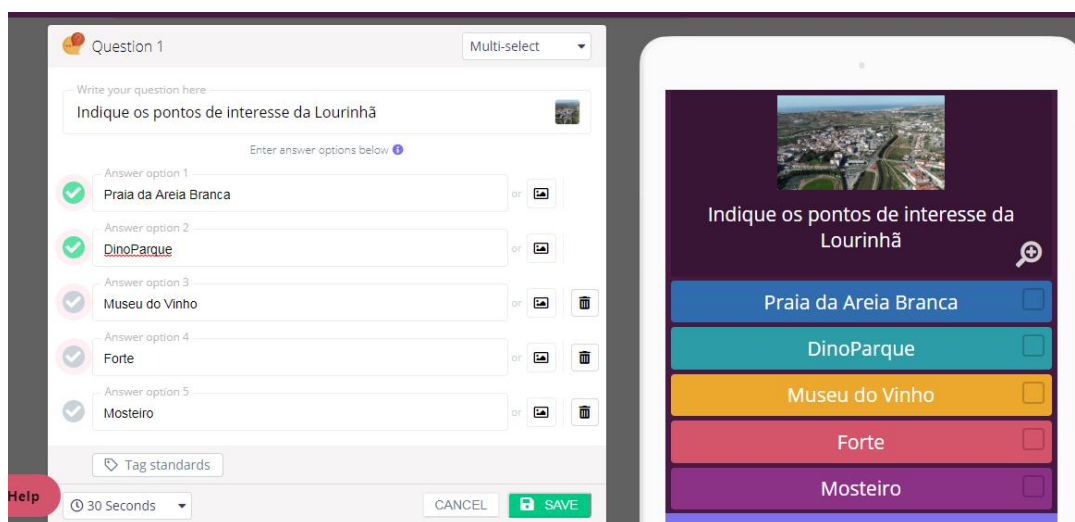 Question 1
Multi-select
Write your question here
Indique os pontos de interesse da Lourinhã
Enter answer options below
Answer option 1
Praia da Areia Branca
or
Answer option 2
DinoParque
or
Answer option 3
Museu do Vinho
or
Answer option 4
Forte
or
Answer option 5
Mosteiro
or
Tag standards
Help
30 Seconds
CANCEL
SAVE
Indique os pontos de interesse da
Lourinhã
Praia da Areia Branca
DinoParque
Museu do Vinho
Forte
Mosteiro